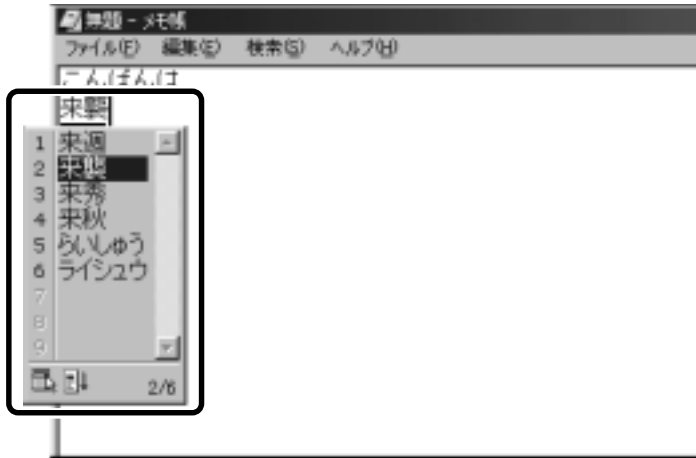 無題 - メモ帳
ファイル(F) 編集(E) 検索(S) ヘルプ(H)
こんばんは
来襲
1 来週
2 来襲
3 来秀
4 来秋
5 らいしゅう
6 ライシュウ
7
8
9
2/6